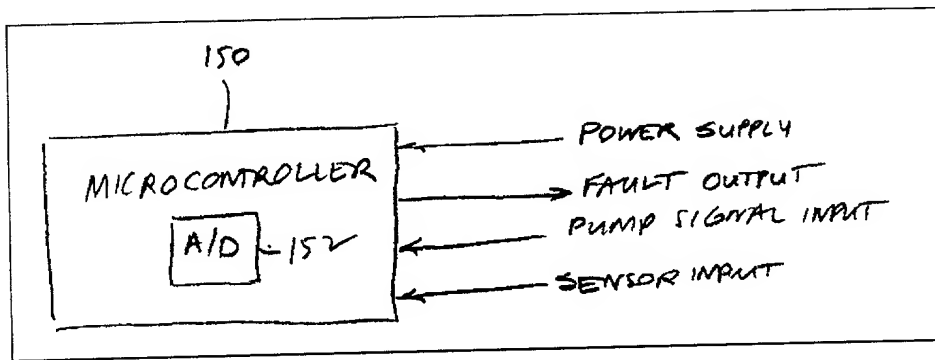 150
MICROCONTROLLER
A/D
152
POWER SUPPLY
FAULT OUTPUT
PUMP SIGNAL INPUT
SENSOR INPUT